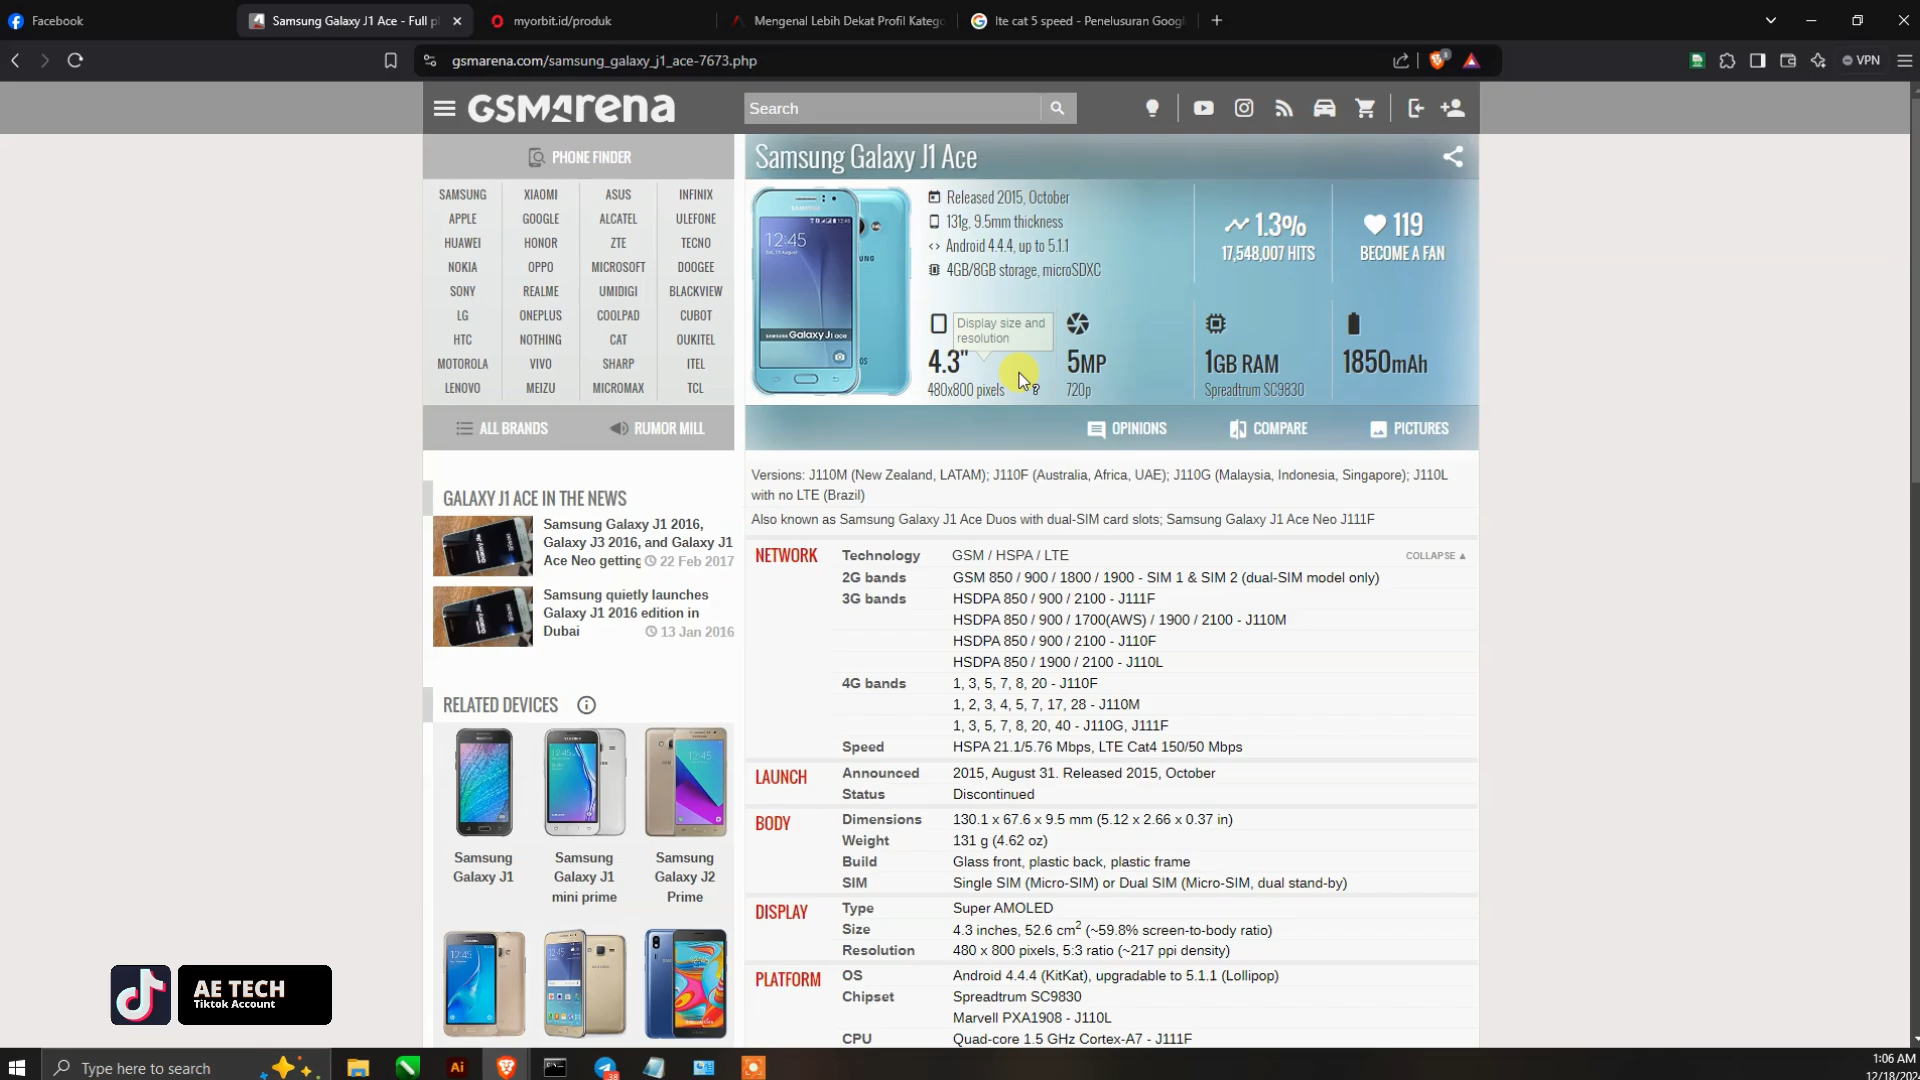 Facebook
Samsung Galaxy J1 Ace - Full p
myorbit.id/produk
Mengenal Lebih Dekat Profil Katego
lte cat 5 speed - Penelusuran Googl
gsmarena.com/samsung_galaxy_j1_ace-7673.php
VPN
GSMArena
Search
PHONE FINDER
SAMSUNG XIAOMI ASUS INFINIX
APPLE GOOGLE ALCATEL ULEFONE
HUAWEI HONOR ZTE TECNO
NOKIA OPPO MICROSOFT DOOGEE
SONY REALME UMIDIGI BLACKVIEW
LG ONEPLUS COOLPAD CUBOT
HTC NOTHING CAT OUKITEL
MOTOROLA VIVO SHARP ITEL
LENOVO MEIZU MICROMAX TCL
ALL BRANDS RUMOR MILL
Samsung Galaxy J1 Ace
Released 2015, October
131g, 9.5mm thickness
Android 4.4.4, up to 5.1.1
4GB/8GB storage, microSDXC
1.3%
17,548,007 HITS
119
BECOME A FAN
Display size and
resolution
4.3"
480x800 pixels
5MP
720p
1GB RAM
Spreadtrum SC9830
1850mAh
12:45
Galaxy J1 ace
OPINIONS COMPARE PICTURES
Versions: J110M (New Zealand, LATAM); J110F (Australia, Africa, UAE); J110G (Malaysia, Indonesia, Singapore); J110L
with no LTE (Brazil)
Also known as Samsung Galaxy J1 Ace Duos with dual-SIM card slots; Samsung Galaxy J1 Ace Neo J111F
GALAXY J1 ACE IN THE NEWS
Samsung Galaxy J1 2016,
Galaxy J3 2016, and Galaxy J1
Ace Neo getting 22 Feb 2017
Samsung quietly launches
Galaxy J1 2016 edition in
Dubai 13 Jan 2016
RELATED DEVICES
Samsung
Galaxy J1
Samsung
Galaxy J1
mini prime
Samsung
Galaxy J2
Prime
NETWORK Technology GSM / HSPA / LTE COLLAPSE ▲
2G bands GSM 850 / 900 / 1800 / 1900 - SIM 1 & SIM 2 (dual-SIM model only)
3G bands HSDPA 850 / 900 / 2100 - J111F
HSDPA 850 / 900 / 1700(AWS) / 1900 / 2100 - J110M
HSDPA 850 / 900 / 2100 - J110F
HSDPA 850 / 1900 / 2100 - J110L
4G bands 1, 3, 5, 7, 8, 20 - J110F
1, 2, 3, 4, 5, 7, 17, 28 - J110M
1, 3, 5, 7, 8, 20, 40 - J110G, J111F
Speed HSPA 21.1/5.76 Mbps, LTE Cat4 150/50 Mbps
LAUNCH Announced 2015, August 31. Released 2015, October
Status Discontinued
BODY Dimensions 130.1 x 67.6 x 9.5 mm (5.12 x 2.66 x 0.37 in)
Weight 131 g (4.62 oz)
Build Glass front, plastic back, plastic frame
SIM Single SIM (Micro-SIM) or Dual SIM (Micro-SIM, dual stand-by)
DISPLAY Type Super AMOLED
Size 4.3 inches, 52.6 cm² (~59.8% screen-to-body ratio)
Resolution 480 x 800 pixels, 5:3 ratio (~217 ppi density)
PLATFORM OS Android 4.4.4 (KitKat), upgradable to 5.1.1 (Lollipop)
Chipset Spreadtrum SC9830
Marvell PXA1908 - J110L
CPU Quad-core 1.5 GHz Cortex-A7 - J111F
AE TECH
Tiktok Account
Type here to search
38
1:06 AM
12/18/202